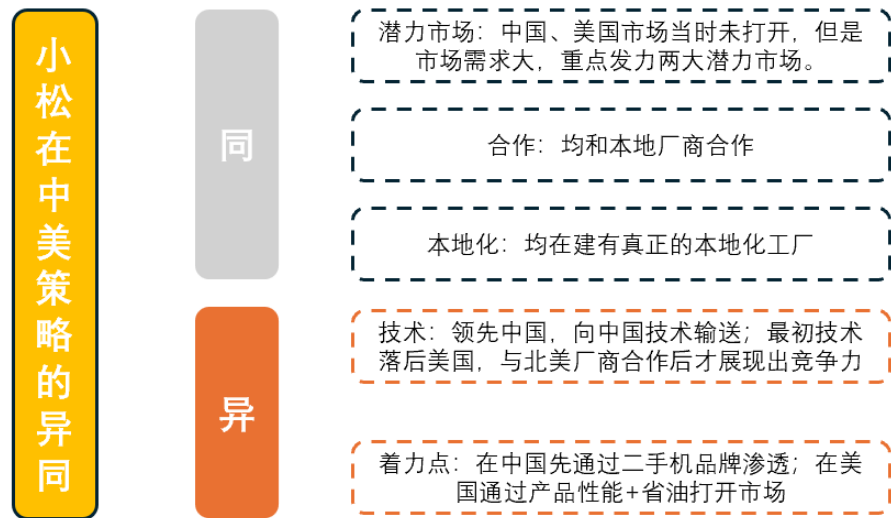 小松在中美策略的异同
同
潜力市场：中国、美国市场当时未打开，但是
市场需求大，重点发力两大潜力市场。
合作：均和本地厂商合作
本地化：均在建有真正的本地化工厂
异
技术：领先中国，向中国技术输送；最初技术
落后美国，与北美厂商合作后才展现出竞争力
着力点：在中国先通过二手机品牌渗透；在美
国通过产品性能+省油打开市场